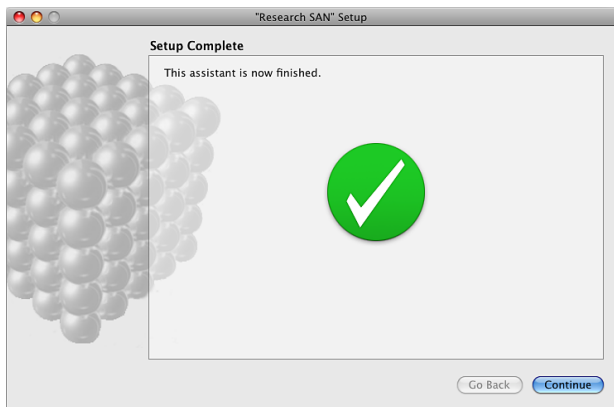 "Research SAN" Setup
Setup Complete
This assistant is now finished.
Go Back
Continue